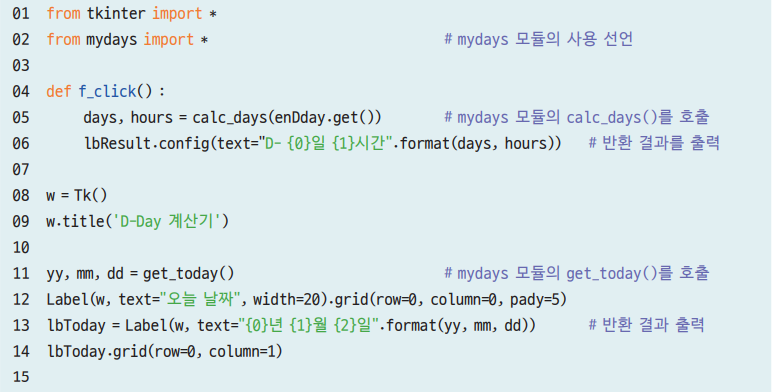 01 from tkinter import *
02 from mydays import * # mydays 모듈의 사용 선언
03
04 def f_click() :
05 days, hours = calc_days(enDday.get()) # mydays 모듈의 calc_days()를 호출
06 lbResult.config(text="D- {0}일 {1}시간".format(days, hours)) # 반환 결과를 출력
07
08 w = Tk()
09 w.title('D-Day 계산기')
10
11 yy, mm, dd = get_today() # mydays 모듈의 get_today()를 호출
12 Label(w, text="오늘 날짜", width=20).grid(row=0, column=0, pady=5)
13 lbToday = Label(w, text="{0}년 {1}월 {2}일".format(yy, mm, dd)) # 반환 결과 출력
14 lbToday.grid(row=0, column=1)
15